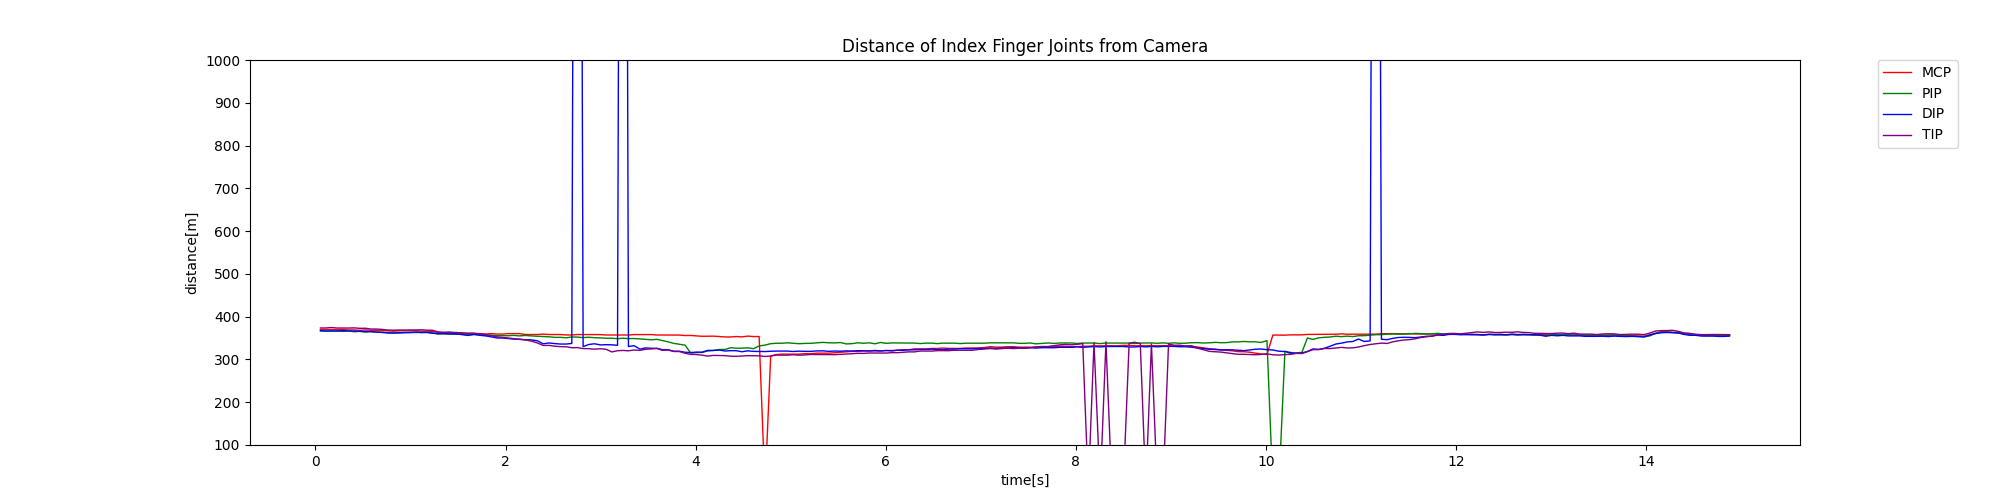 Distance of Index Finger Joints from Camera
1000
900
800
700
600
500
400
300
200
100
distance[m]
0 2 4 6 8 10 12 14
time[s]
MCP
PIP
DIP
TIP